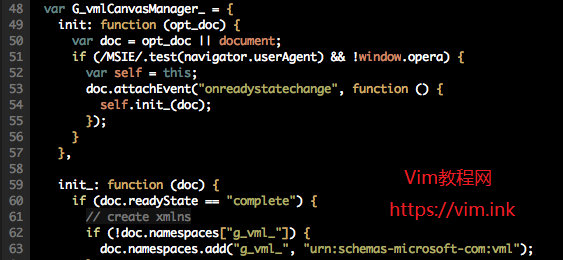 48 var G_vmlCanvasManager_ = {
49   init: function (opt_doc) {
50     var doc = opt_doc || document;
51     if (/MSIE/.test(navigator.userAgent) && !window.opera) {
52       var self = this;
53       doc.attachEvent("onreadystatechange", function () {
54         self.init_(doc);
55       });
56     }
57   },
58
59   init_: function (doc) {
60     if (doc.readyState == "complete") {
61       // create xmlns
62       if (!doc.namespaces["g_vml_"]) {
63         doc.namespaces.add("g_vml_", "urn:schemas-microsoft-com:vml");
Vim教程网
https://vim.ink